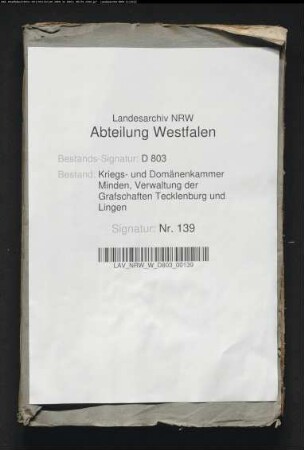 Landesarchiv NRW
Abteilung Westfalen
Bestands-Signatur: D 803
Bestand: Kriegs- und Domänenkammer
Minden, Verwaltung der
Grafschaften Tecklenburg und
Lingen
Signatur: Nr. 139
LAV_NRW_W_D803_00139